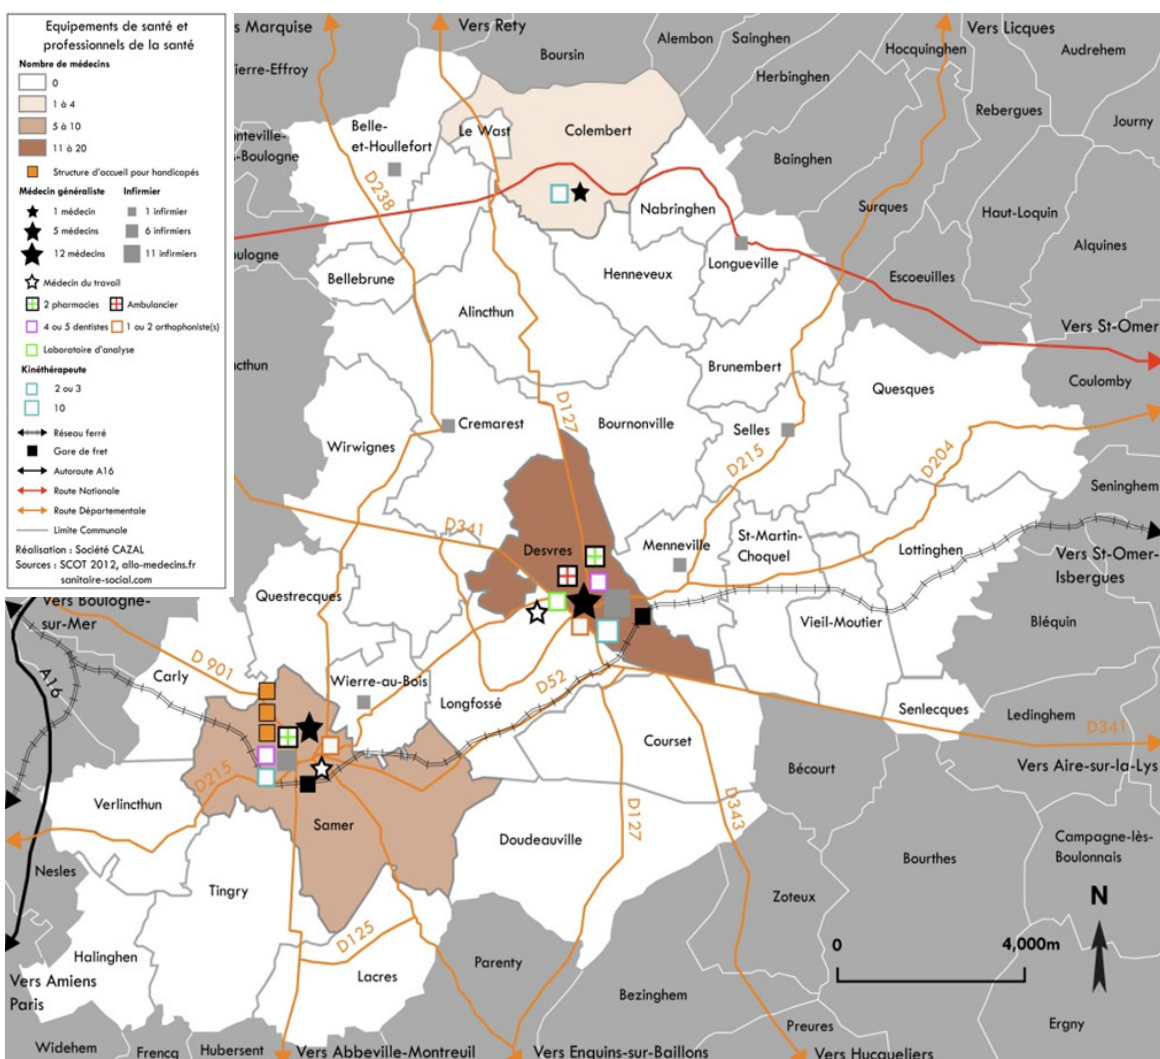 Equipements de santé et
professionnels de la santé
Nombre de médecins
0
1 à 4
5 à 10
11 à 20
Structure d'accueil pour handicapés
Médecin généraliste
Infirmier
1 médecin
1 infirmier
5 médecins
6 infirmiers
12 médecins
11 infirmiers
Médecin du travail
2 pharmacies
Ambulancier
4 ou 5 dentistes
1 ou 2 orthophoniste(s)
Laboratoire d'analyse
Kinéthérapeute
2 ou 3
10
Réseau ferré
Gare de fret
Autoroute A16
Route Nationale
Route Départementale
Limite Communale
Réalisation : Société CAZAL
Sources : SCOT 2012, allo-medecins.fr
sanitaire-social.com
s Marquise
Vers Rety
Vers Licques
Boursin
Alembon
Sainghen
Hocquinghen
Audrehem
Herbinghen
ierre-Effroy
Rebergues
Journy
Belle-
et-Houllefort
Le Wast
Colembert
Bainghen
onteville-
s-Boulogne
D238
Nabringhen
Surques
Haut-Loquin
Alquines
oulogne
Bellebrune
Henneveux
Longueville
Escoeuilles
Alincthun
Vers St-Omer
ncthun
Brunembert
Quesques
Coulomby
D127
Cremarest
Bournonville
Selles
Wirwignes
D215
D204
Seninghem
D341
Desvres
Menneville
St-Martin-
Choquel
Lottinghen
Vers St-Omer-
Isbergues
Vers Boulogne-
sur-Mer
Questrecques
Vieil-Moutier
Bléquin
A16
D 901
Carly
Wierre-au-Bois
D52
Longfossé
Senlecques
Ledinghem
D341
Courset
Bécourt
Vers Aire-sur-la-Lys
D215
Verlincthun
Samer
Doudeauville
D127
D343
Campagne-lès-
Boulonnais
Nesles
Bourthes
Tingry
Zoteux
N
D125
0
4,000m
Halinghen
Lacres
Parenty
Vers Amiens
Paris
Bezinghem
Preures
Ergny
Widehem
Frencq
Hubersent
Vers Abbeville-Montreuil
Vers Enquins-sur-Baillons
Vers Hucqueliers